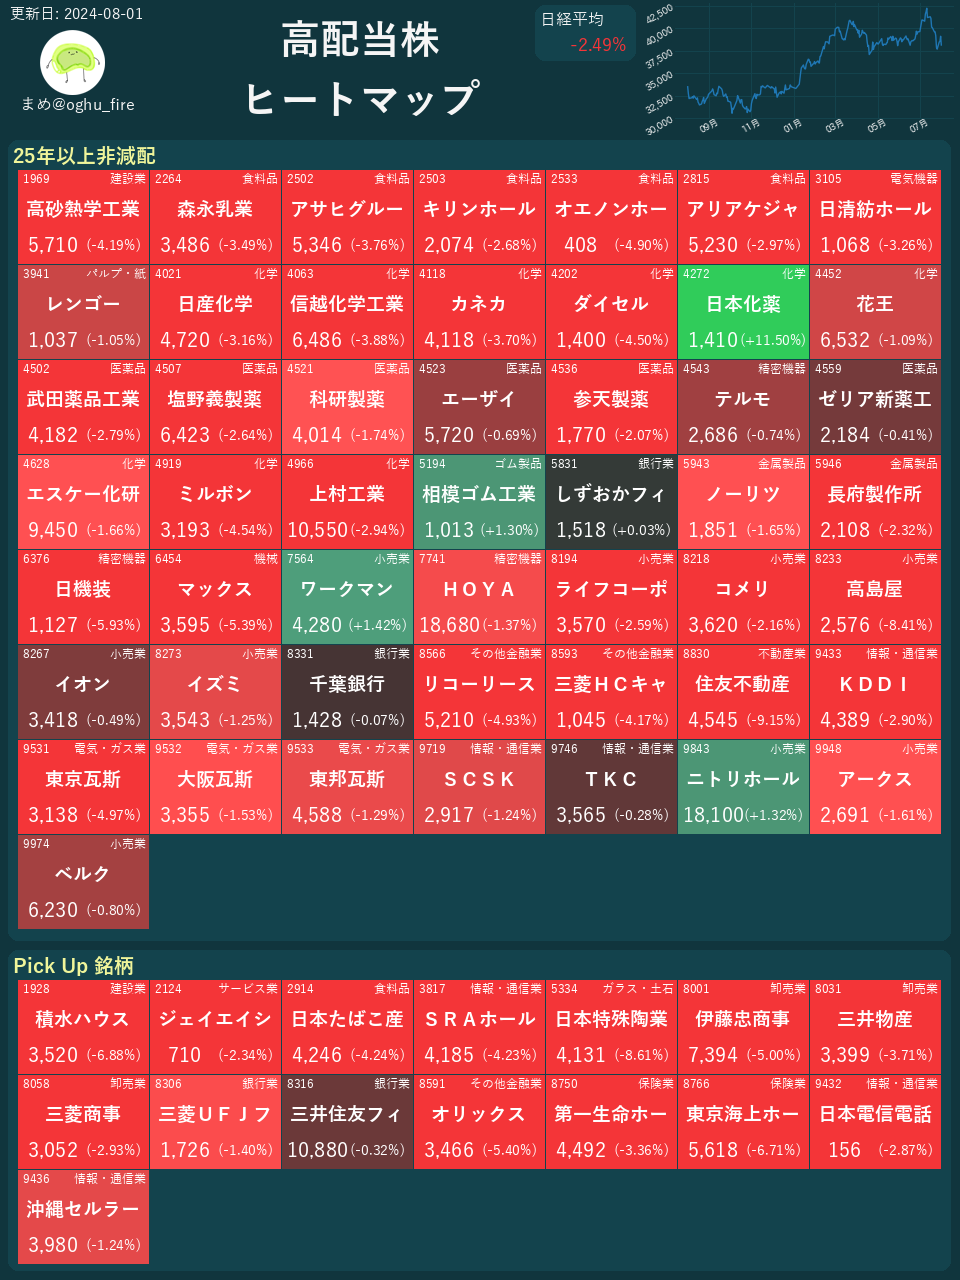 更新日: 2024-08-01
まめ@oghu_fire
高配当株
ヒートマップ
日経平均
-2.49%
42,500
40,000
37,500
35,000
32,500
30,000
09月 11月 01月 03月 05月 07月
25年以上非減配
1969 建設業 2264 食料品 2502 食料品 2503 食料品 2533 食料品 2815 食料品 3105 電気機器
高砂熱学工業 森永乳業 アサヒグルー キリンホール オエノンホー アリアケジャ 日清紡ホール
5,710 (-4.19%) 3,486 (-3.49%) 5,346 (-3.76%) 2,074 (-2.68%) 408 (-4.90%) 5,230 (-2.97%) 1,068 (-3.26%)
3941 パルプ・紙 4021 化学 4063 化学 4118 化学 4202 化学 4272 化学 4452 化学
レンゴー 日産化学 信越化学工業 カネカ ダイセル 日本化薬 花王
1,037 (-1.05%) 4,720 (-3.16%) 6,486 (-3.88%) 4,118 (-3.70%) 1,400 (-4.50%) 1,410 (+11.50%) 6,532 (-1.09%)
4502 医薬品 4507 医薬品 4521 医薬品 4523 医薬品 4536 医薬品 4543 精密機器 4559 医薬品
武田薬品工業 塩野義製薬 科研製薬 エーザイ 参天製薬 テルモ ゼリア新薬工
4,182 (-2.79%) 6,423 (-2.64%) 4,014 (-1.74%) 5,720 (-0.69%) 1,770 (-2.07%) 2,686 (-0.74%) 2,184 (-0.41%)
4628 化学 4919 化学 4966 化学 5194 ゴム製品 5831 銀行業 5943 金属製品 5946 金属製品
エスケー化研 ミルボン 上村工業 相模ゴム工業 しずおかフィ ノーリツ 長府製作所
9,450 (-1.66%) 3,193 (-4.54%) 10,550 (-2.94%) 1,013 (+1.30%) 1,518 (+0.03%) 1,851 (-1.65%) 2,108 (-2.32%)
6376 精密機器 6454 機械 7564 小売業 7741 精密機器 8194 小売業 8218 小売業 8233 小売業
日機装 マックス ワークマン ＨＯＹＡ ライフコーポ コメリ 高島屋
1,127 (-5.93%) 3,595 (-5.39%) 4,280 (+1.42%) 18,680 (-1.37%) 3,570 (-2.59%) 3,620 (-2.16%) 2,576 (-8.41%)
8267 小売業 8273 小売業 8331 銀行業 8566 その他金融業 8593 その他金融業 8830 不動産業 9433 情報・通信業
イオン イズミ 千葉銀行 リコーリース 三菱ＨＣキャ 住友不動産 ＫＤＤＩ
3,418 (-0.49%) 3,543 (-1.25%) 1,428 (-0.07%) 5,210 (-4.93%) 1,045 (-4.17%) 4,545 (-9.15%) 4,389 (-2.90%)
9531 電気・ガス業 9532 電気・ガス業 9533 電気・ガス業 9719 情報・通信業 9746 情報・通信業 9843 小売業 9948 小売業
東京瓦斯 大阪瓦斯 東邦瓦斯 ＳＣＳＫ ＴＫＣ ニトリホール アークス
3,138 (-4.97%) 3,355 (-1.53%) 4,588 (-1.29%) 2,917 (-1.24%) 3,565 (-0.28%) 18,100 (+1.32%) 2,691 (-1.61%)
9974 小売業
ベルク
6,230 (-0.80%)
Pick Up 銘柄
1928 建設業 2124 サービス業 2914 食料品 3817 情報・通信業 5334 ガラス・土石 8001 卸売業 8031 卸売業
積水ハウス ジェイエイシ 日本たばこ産 ＳＲＡホール 日本特殊陶業 伊藤忠商事 三井物産
3,520 (-6.88%) 710 (-2.34%) 4,246 (-4.24%) 4,185 (-4.23%) 4,131 (-8.61%) 7,394 (-5.00%) 3,399 (-3.71%)
8058 卸売業 8306 銀行業 8316 銀行業 8591 その他金融業 8750 保険業 8766 保険業 9432 情報・通信業
三菱商事 三菱ＵＦＪフ 三井住友フィ オリックス 第一生命ホー 東京海上ホー 日本電信電話
3,052 (-2.93%) 1,726 (-1.40%) 10,880 (-0.32%) 3,466 (-5.40%) 4,492 (-3.36%) 5,618 (-6.71%) 156 (-2.87%)
9436 情報・通信業
沖縄セルラー
3,980 (-1.24%)